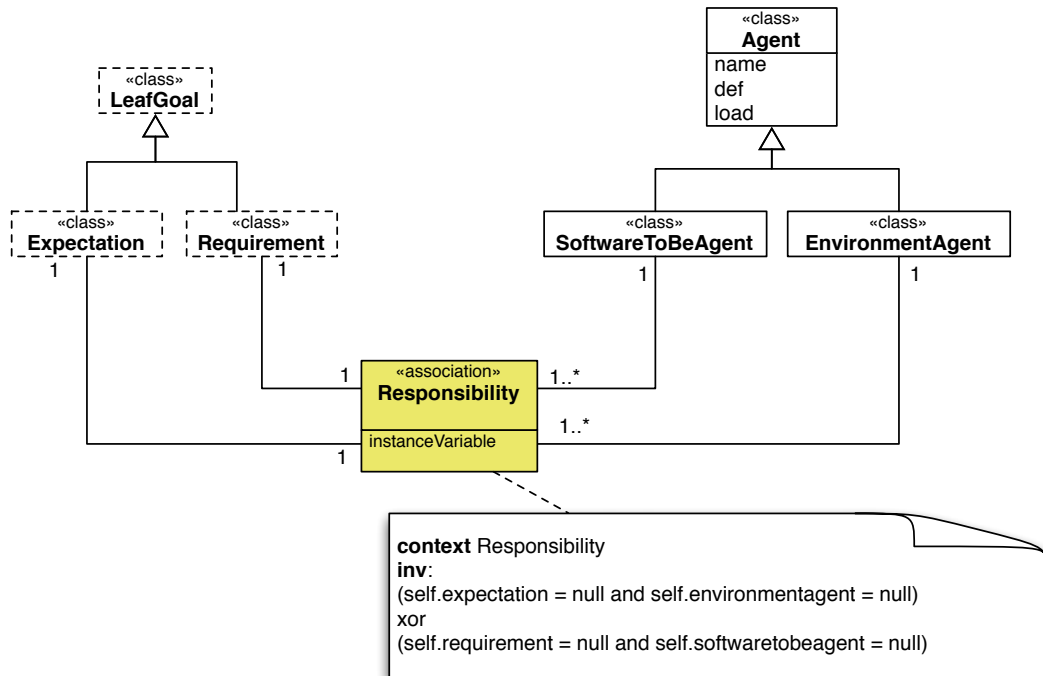 «class»
Agent
name
def
load
«class»
LeafGoal
«class»
Expectation
«class»
Requirement
«class»
SoftwareToBeAgent
«class»
EnvironmentAgent
1
1
1
1
1
«association»
Responsibility
1..*
instanceVariable
1..*
1
context Responsibility
inv:
(self.expectation = null and self.environmentagent = null)
xor
(self.requirement = null and self.softwaretobeagent = null)